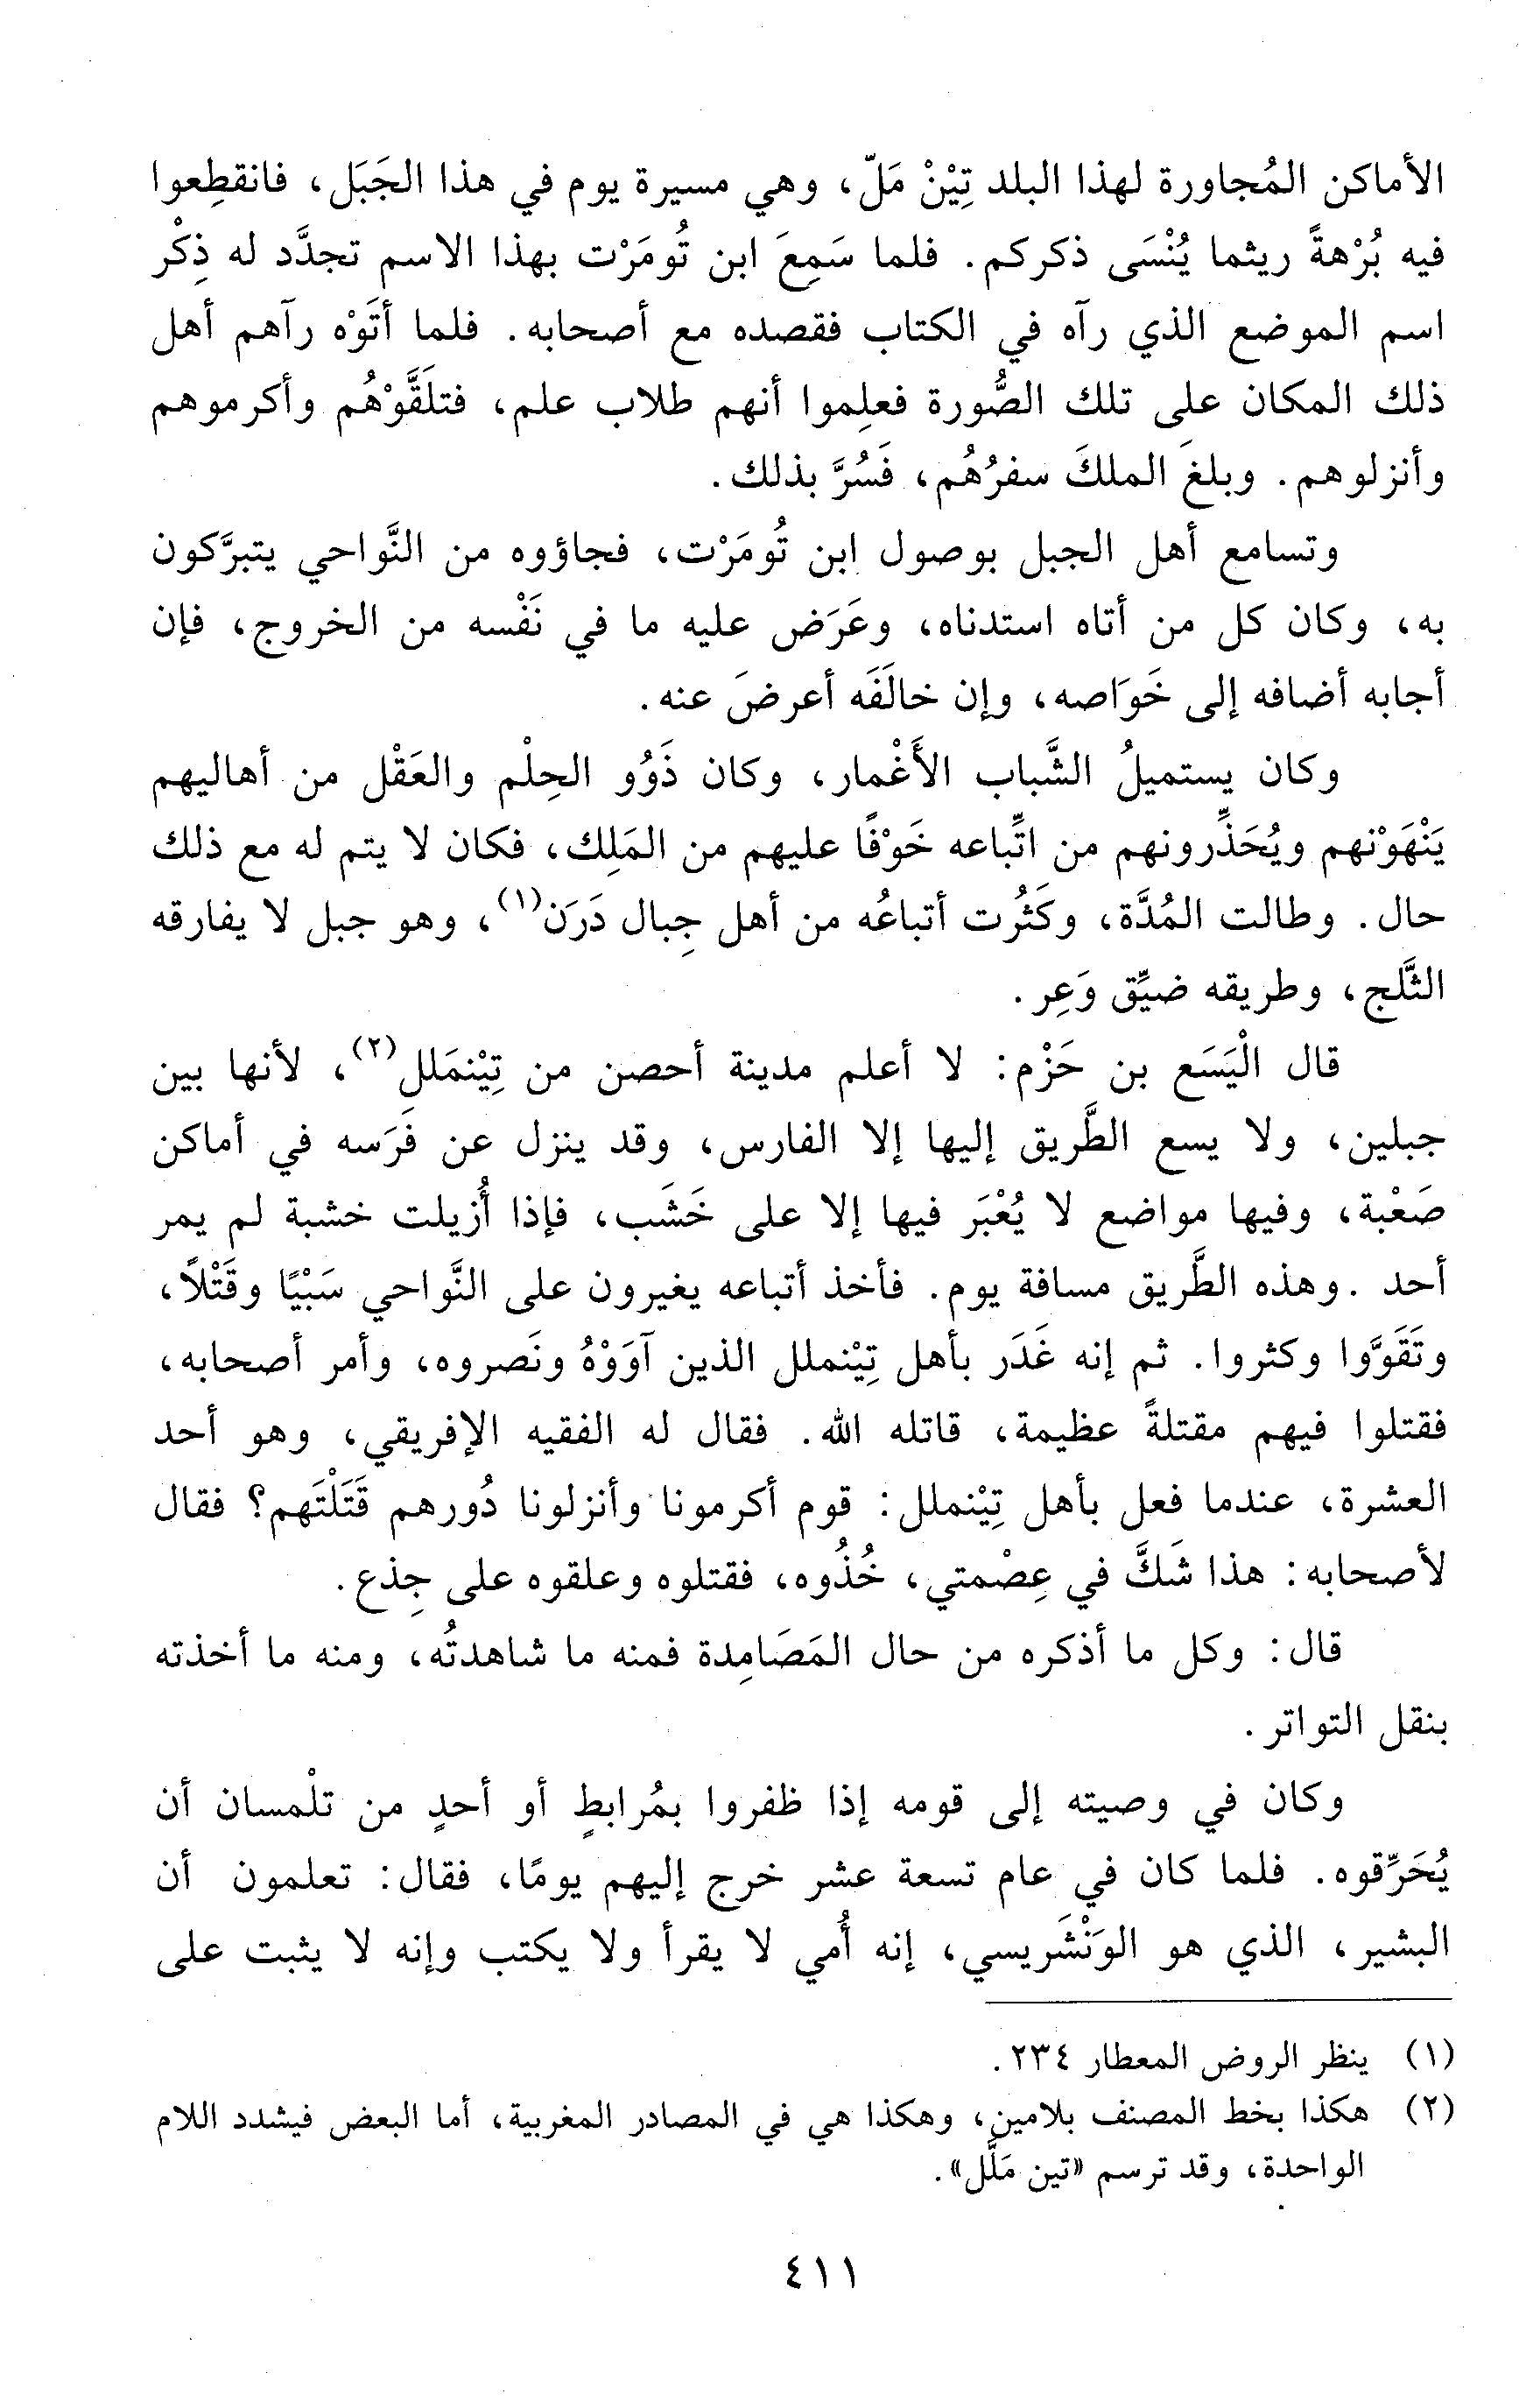 الأماكن المُجاورة لهذا البلد تِيْنْ مَلّ، وهي مسيرة يوم في هذا الجَبَل، فانقطِعوا
فيه بُرْهةً ريثما يُنْسَى ذكركم. فلما سَمِعَ ابن تُومَرْت بهذا الاسم تجدَّد له ذِكْر
اسم الموضع الذي رآه في الكتاب فقصده مع أصحابه. فلما أتَوْه رآهم أهل
ذلك المكان على تلك الصُّورة فعلِموا أنهم طلاب علم، فتلَقَّوْهُم وأكرموهم
وأنزلوهم. وبلغَ الملكَ سفرُهُم، فَسُرَّ بذلك.
وتسامع أهل الجبل بوصول ابن تُومَرْت، فجاؤوه من النَّواحي يتبرَّكون
به، وكان كل من أتاه استدناه، وعَرَض عليه ما في نَفْسه من الخروج، فإن
أجابه أضافه إلى خَوَاصه، وإن خالَفَه أعرضَ عنه.
وكان يستميلُ الشَّباب الأَغْمار، وكان ذَوُو الحِلْم والعَقْل من أهاليهم
يَنْهَوْنهم ويُحَذِّرونهم من اتِّباعه خَوْفًا عليهم من المَلِك، فكان لا يتم له مع ذلك
حال. وطالت المُدَّة، وكَثُرت أتباعُه من أهل جِبال دَرَن(١)، وهو جبل لا يفارقه
الثَّلج، وطريقه ضيِّق وَعِر.
قال الْيَسَع بن حَزْم: لا أعلم مدينة أحصن من تِيْنمَلل(٢)، لأنها بين
جبلين، ولا يسع الطَّريق إليها إلا الفارس، وقد ينزل عن فَرَسه في أماكن
صَعْبة، وفيها مواضع لا يُعْبَر فيها إلا على خَشَب، فإذا أُزيلت خشبة لم يمر
أحد. وهذه الطَّريق مسافة يوم. فأخذ أتباعه يغيرون على النَّواحي سَبْيًا وقَتْلاً،
وتَقَوَّوا وكثروا. ثم إنه غَدَر بأهل تِيْنملل الذين آوَوْهُ ونَصروه، وأمر أصحابه،
فقتلوا فيهم مقتلةً عظيمة، قاتله الله. فقال له الفقيه الإفريقي، وهو أحد
العشرة، عندما فعل بأهل تِيْنملل: قوم أكرمونا وأنزلونا دُورهم قَتَلْتَهم؟ فقال
لأصحابه: هذا شَكَّ في عِصْمتي، خُذُوه، فقتلوه وعلقوه على جِذع.
قال: وكل ما أذكره من حال المَصَامِدة فمنه ما شاهدتُه، ومنه ما أخذته
بنقل التواتر.
وكان في وصيته إلى قومه إذا ظفروا بمُرابطٍ أو أحدٍ من تلْمسان أن
يُحَرِّقوه. فلما كان في عام تسعة عشر خرج إليهم يومًا، فقال: تعلمون أن
البشير، الذي هو الوَنْشَريسي، إنه أُمي لا يقرأ ولا يكتب وإنه لا يثبت على
(١) ينظر الروض المعطار ٢٣٤.
(٢) هكذا بخط المصنف بلامين، وهكذا هي في المصادر المغربية، أما البعض فيشدد اللام
الواحدة، وقد ترسم «تين مَلَّل».
٤١١